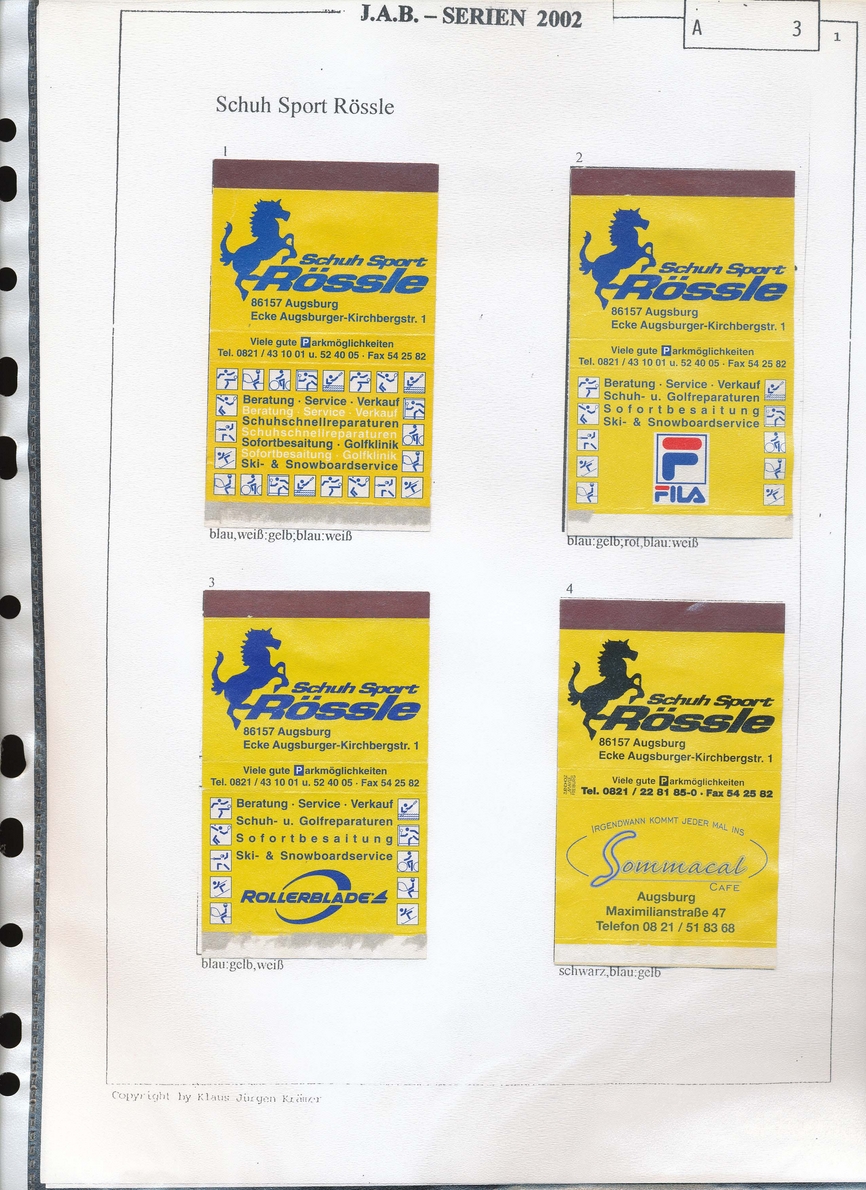 J.A.B. – SERIEN 2002
A 3
1
Schuh Sport Rössle
1
Schuh Sport
Rössle
86157 Augsburg
Ecke Augsburger-Kirchbergstr. 1
Viele gute Parkmöglichkeiten
Tel. 0821 / 43 10 01 u. 52 40 05 · Fax 54 25 82
Beratung · Service · Verkauf
Beratung · Service · Verkauf
Schuhschnellreparaturen
Schuhschnellreparaturen
Sofortbesaitung · Golfklinik
Sofortbesaitung · Golfklinik
Ski- & Snowboardservice
blau,weiß:gelb;blau:weiß
2
Schuh Sport
Rössle
86157 Augsburg
Ecke Augsburger-Kirchbergstr. 1
Viele gute Parkmöglichkeiten
Tel. 0821 / 43 10 01 u. 52 40 05 · Fax 54 25 82
Beratung · Service · Verkauf
Schuh- u. Golfreparaturen
Sofortbesaitung
Ski- & Snowboardservice
F
FILA
blau:gelb;rot,blau:weiß
3
Schuh Sport
Rössle
86157 Augsburg
Ecke Augsburger-Kirchbergstr. 1
Viele gute Parkmöglichkeiten
Tel. 0821 / 43 10 01 u. 52 40 05 · Fax 54 25 82
Beratung · Service · Verkauf
Schuh- u. Golfreparaturen
Sofortbesaitung
Ski- & Snowboardservice
ROLLERBLADE
blau:gelb,weiß
4
Schuh Sport
Rössle
86157 Augsburg
Ecke Augsburger-Kirchbergstr. 1
Viele gute Parkmöglichkeiten
Tel. 0821 / 22 81 85-0 · Fax 54 25 82
IRGENDWANN KOMMT JEDER MAL INS
Sommacal
CAFE
Augsburg
Maximilianstraße 47
Telefon 08 21 / 51 83 68
schwarz,blau:gelb
Copyright by Klaus Jürgen Krämer